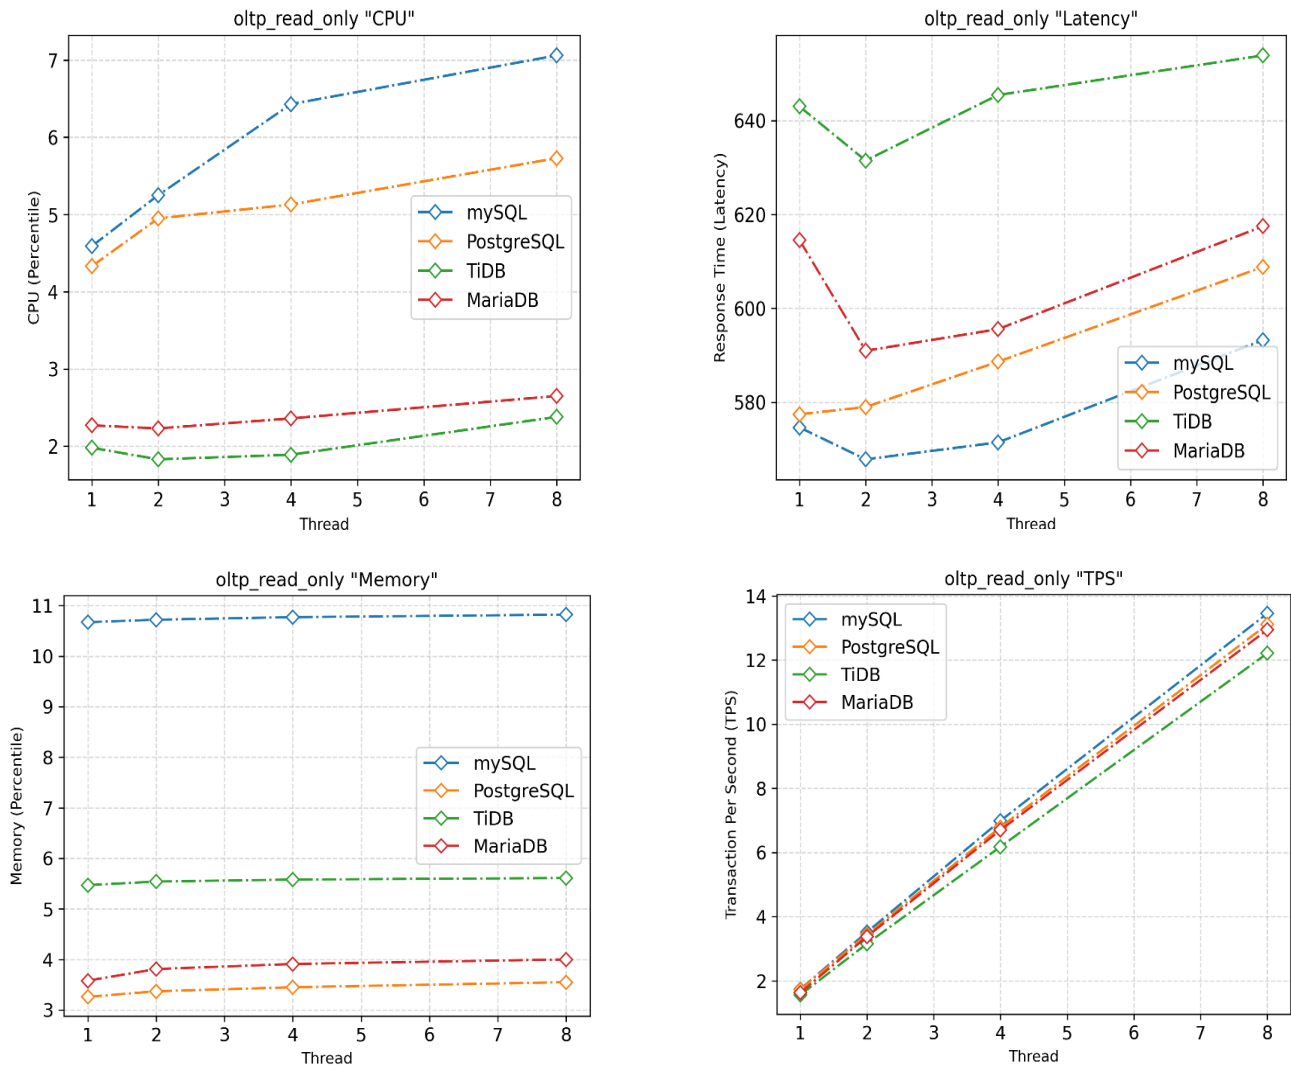 oltp_read_only "CPU"
7
6
5
4
3
2
CPU (Percentile)
mySQL
PostgreSQL
TiDB
MariaDB
1 2 3 4 5 6 7 8
Thread
oltp_read_only "Latency"
640
620
600
580
Response Time (Latency)
mySQL
PostgreSQL
TiDB
MariaDB
1 2 3 4 5 6 7 8
Thread
oltp_read_only "Memory"
11
10
9
8
7
6
5
4
3
Memory (Percentile)
mySQL
PostgreSQL
TiDB
MariaDB
1 2 3 4 5 6 7 8
Thread
oltp_read_only "TPS"
14
12
10
8
6
4
2
Transaction Per Second (TPS)
mySQL
PostgreSQL
TiDB
MariaDB
1 2 3 4 5 6 7 8
Thread